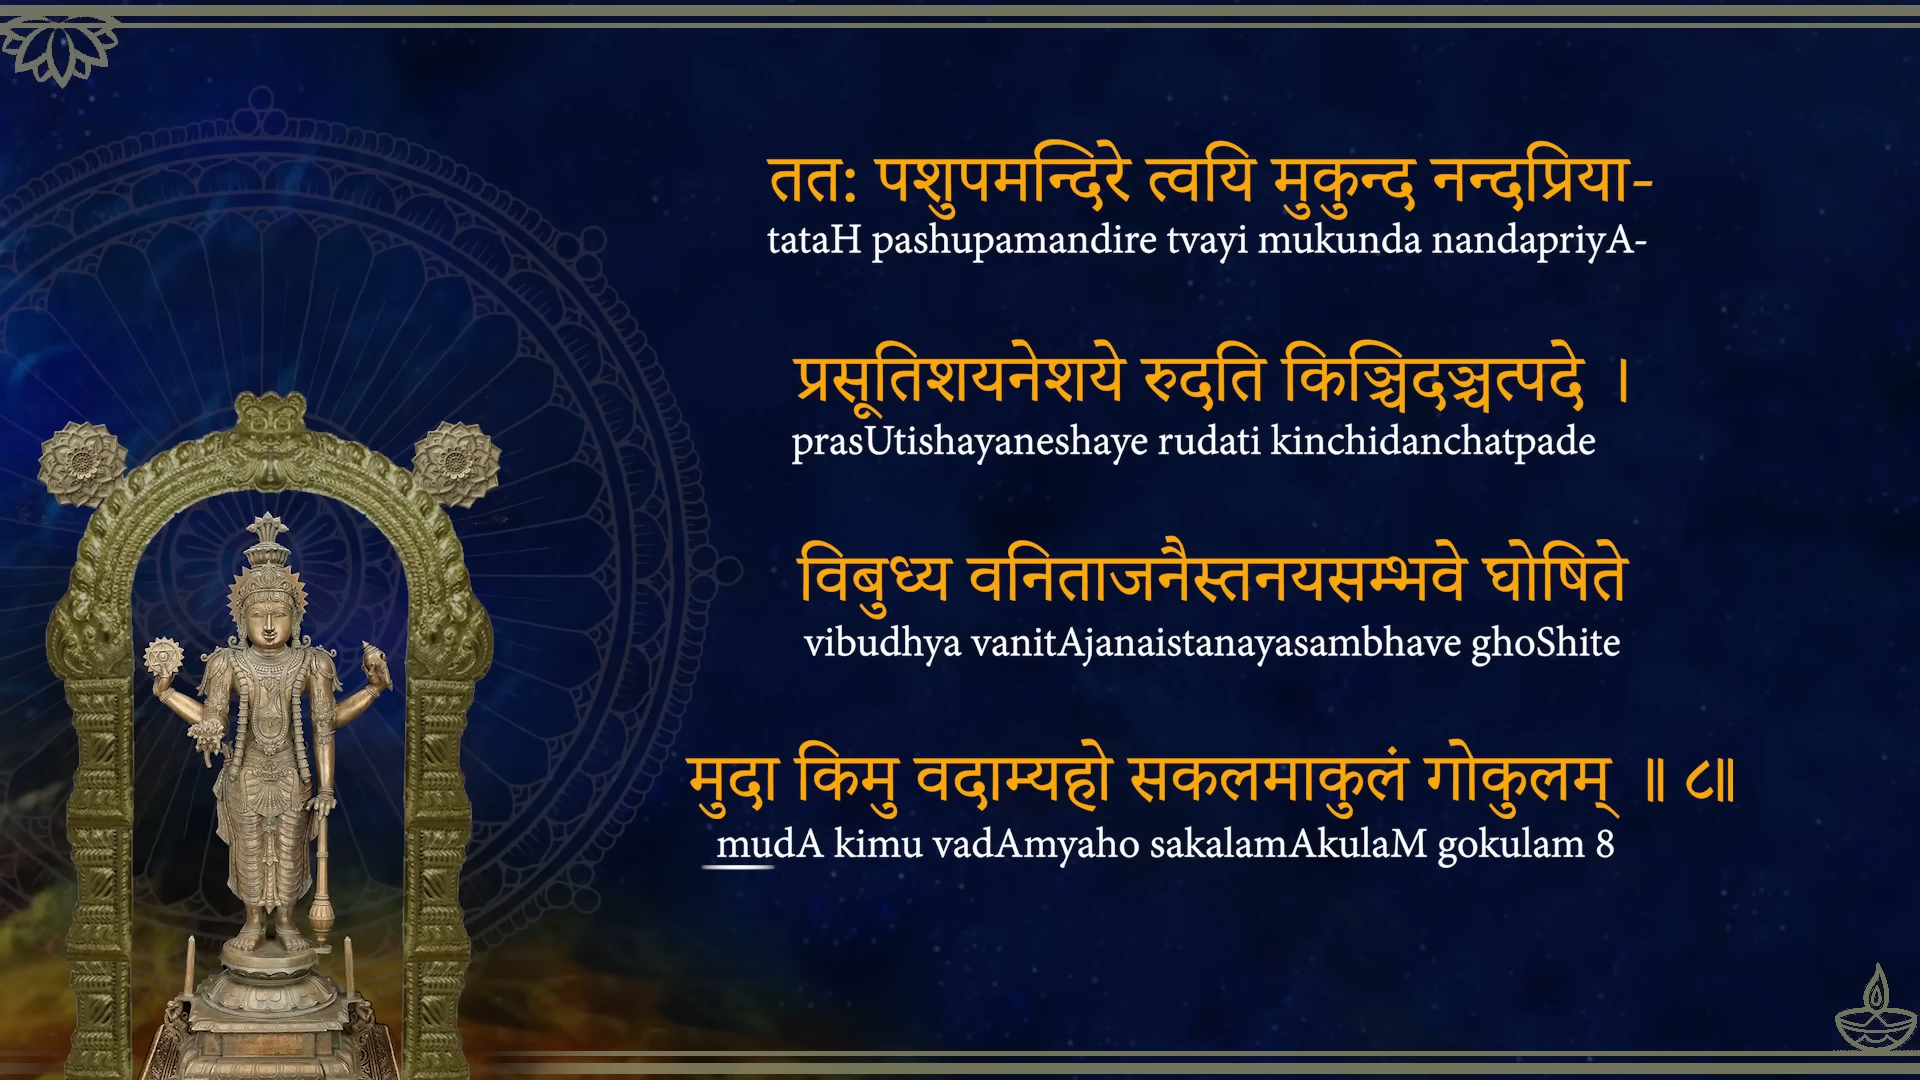 ततः पशुपमन्दिरे त्वयि मुकुन्द नन्दप्रिया-
tataH pashupamandire tvayi mukunda nandapriyA-
प्रसूतिशयनेशये रुदति किञ्चिदञ्चत्पदे ।
prasUtishayaneshaye rudati kinchidanchatpade
विबुध्य वनिताजनैस्तनयसम्भवे घोषिते
vibudhya vanitAjanaistanayasambhave ghoShite
मुदा किमु वदाम्यहो सकलमाकुलं गोकुलम् ॥ ८॥
mudA kimu vadAmyaho sakalamAkulaM gokulam 8